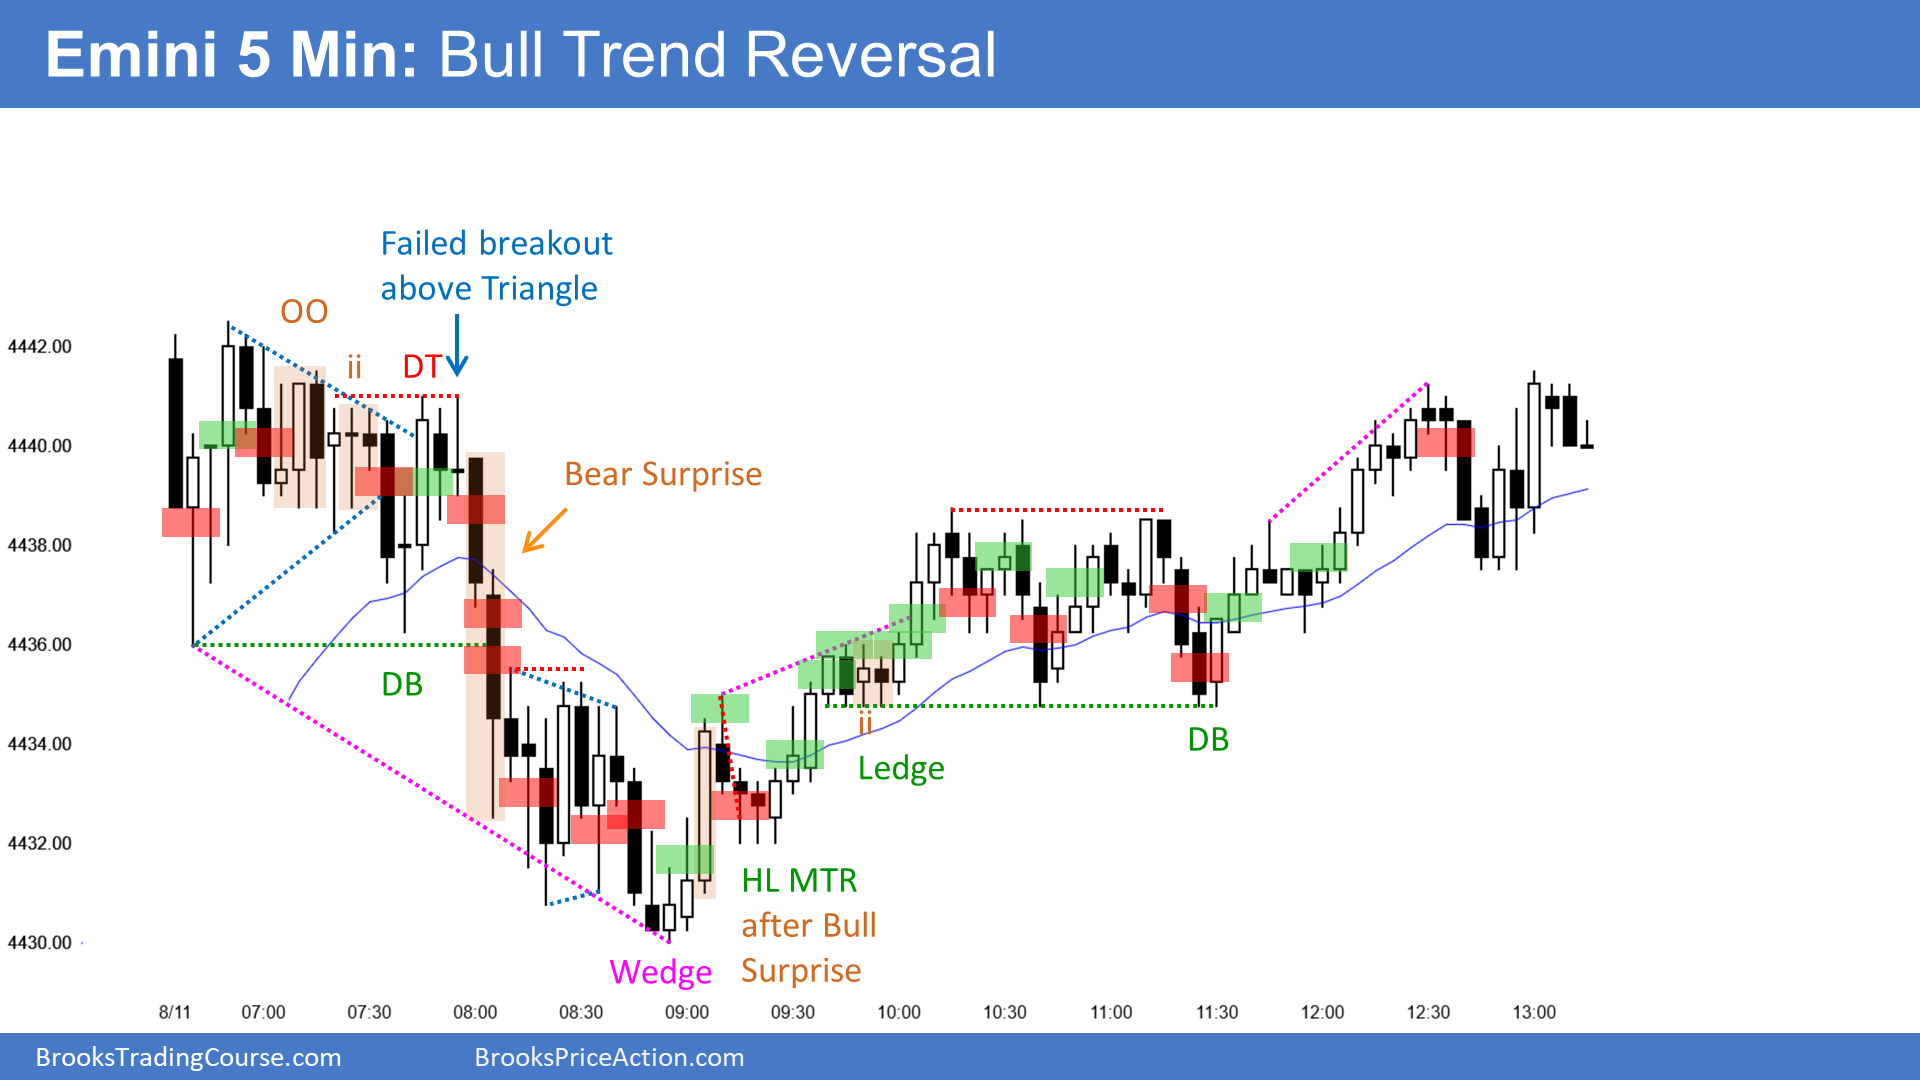 Emini 5 Min: Bull Trend Reversal
Failed breakout
above Triangle
OO
ii
DT
Bear Surprise
DB
ii
Ledge
DB
HL MTR
after Bull
Surprise
Wedge
4442.00
4440.00
4438.00
4436.00
4434.00
4432.00
4430.00
8/11 07:00 07:30 08:00 08:30 09:00 09:30 10:00 10:30 11:00 11:30 12:00 12:30 13:00
BrooksTradingCourse.com BrooksPriceAction.com